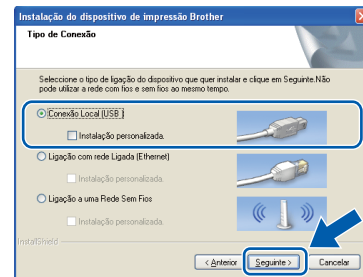 Instalação do dispositivo de impressão Brother
Tipo de Conexão
Seleccione o tipo de ligação do dispositivo que quer instalar e clique em Seguinte.Não
pode utilizar a rede com fios e sem fios ao mesmo tempo.
Conexão Local (USB )
Instalação personalizada.
Ligação com rede Ligada (Ethernet)
Instalação personalizada.
Ligação a uma Rede Sem Fios
Instalação personalizada.
InstallShield
< Anterior
Seguinte >
Cancelar